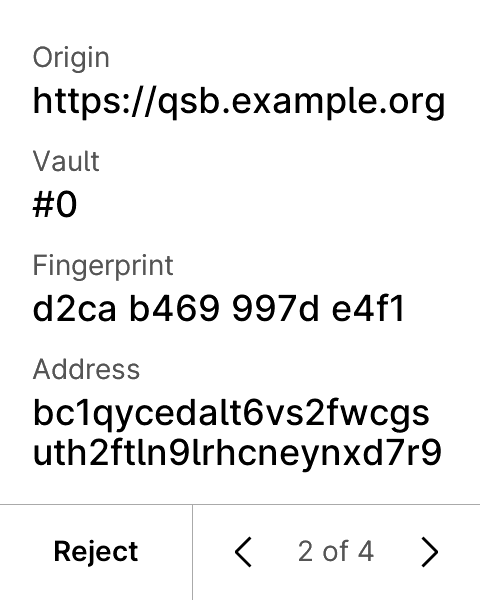 Origin
https://qsb.example.org
Vault
#0
Fingerprint
d2ca b469 997d e4f1
Address
bc1qycedalt6vs2fwcgs
uth2ftln9lrhcneynxd7r9
Reject
2 of 4